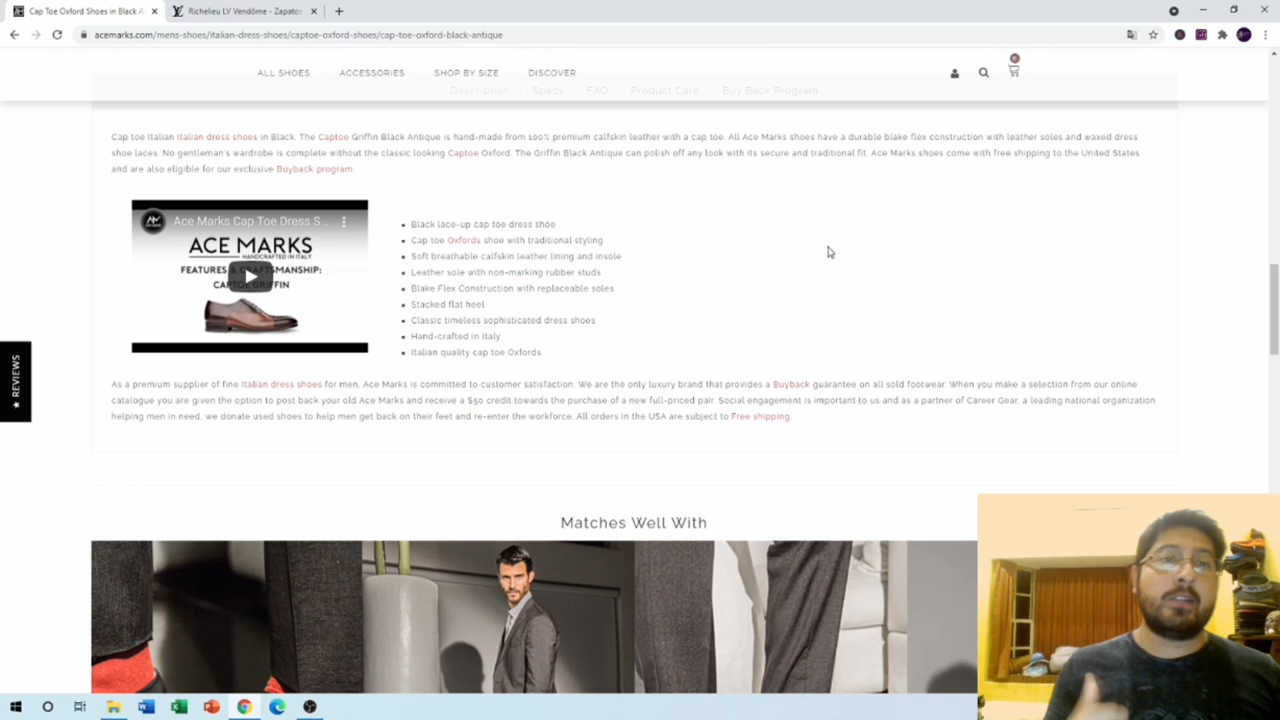 Cap Toe Oxford Shoes in Black A
Richelieu LV Vendôme - Zapatos
acemarks.com/mens-shoes/italian-dress-shoes/captoe-oxford-shoes/cap-toe-oxford-black-antique
ALL SHOES ACCESSORIES SHOP BY SIZE DISCOVER
Description Specs FAQ Product Care Buy Back Program
Cap toe Italian Italian dress shoes in Black. The Captoe Griffin Black Antique is hand-made from 100% premium calfskin leather with a cap toe. All Ace Marks shoes have a durable blake flex construction with leather soles and waxed dress
shoe laces. No gentleman's wardrobe is complete without the classic looking Captoe Oxford. The Griffin Black Antique can polish off any look with its secure and traditional fit. Ace Marks shoes come with free shipping to the United States
and are also eligible for our exclusive Buyback program.
Ace Marks Cap Toe Dress S...
ACE MARKS
HANDCRAFTED IN ITALY
FEATURES & CRAFTSMANSHIP:
CAPTOE GRIFFIN
Black lace-up cap toe dress shoe
Cap toe Oxfords shoe with traditional styling
Soft breathable calfskin leather lining and insole
Leather sole with non-marking rubber studs
Blake Flex Construction with replaceable soles
Stacked flat heel
Classic timeless sophisticated dress shoes
Hand-crafted in Italy
Italian quality cap toe Oxfords
★ REVIEWS
As a premium supplier of fine Italian dress shoes for men. Ace Marks is committed to customer satisfaction. We are the only luxury brand that provides a Buyback guarantee on all sold footwear. When you make a selection from our online
catalogue you are given the option to post back your old Ace Marks and receive a $50 credit towards the purchase of a new full-priced pair. Social engagement is important to us and as a partner of Career Gear, a leading national organization
helping men in need, we donate used shoes to help men get back on their feet and re-enter the workforce. All orders in the USA are subject to Free shipping.
Matches Well With